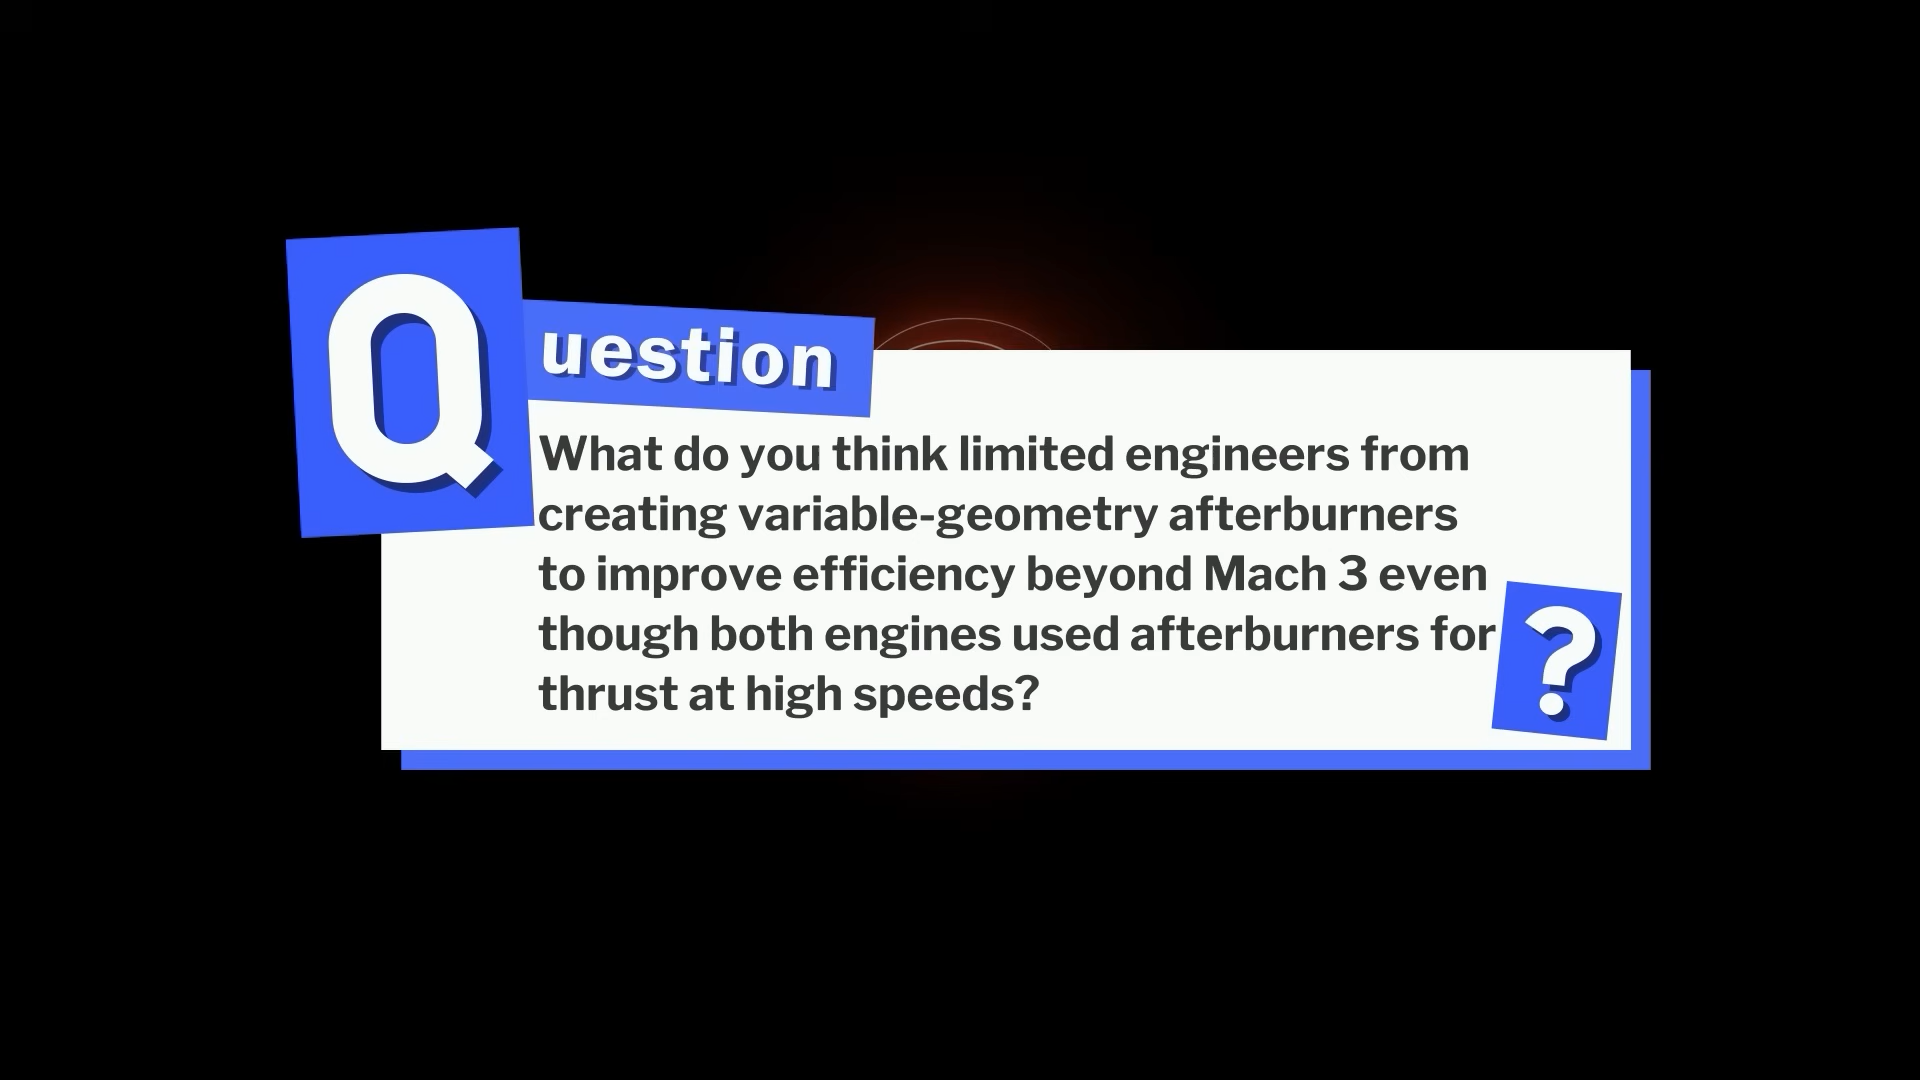 Question
What do you think limited engineers from
creating variable-geometry afterburners
to improve efficiency beyond Mach 3 even
though both engines used afterburners for
thrust at high speeds?
?